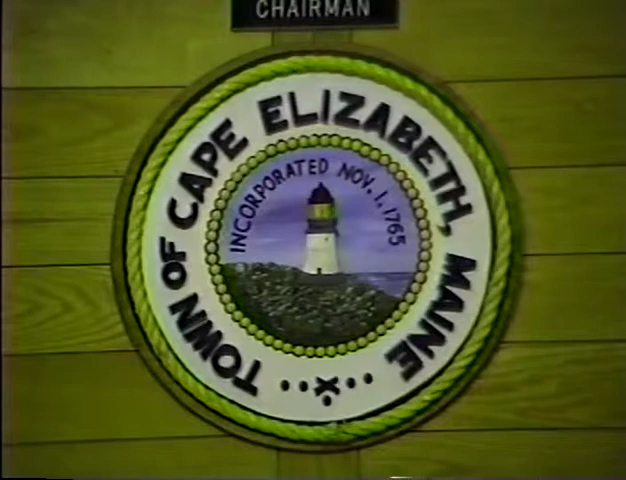 CHAIRMAN
TOWN OF CAPE ELIZABETH, MAINE
INCORPORATED NOV. 1, 1765